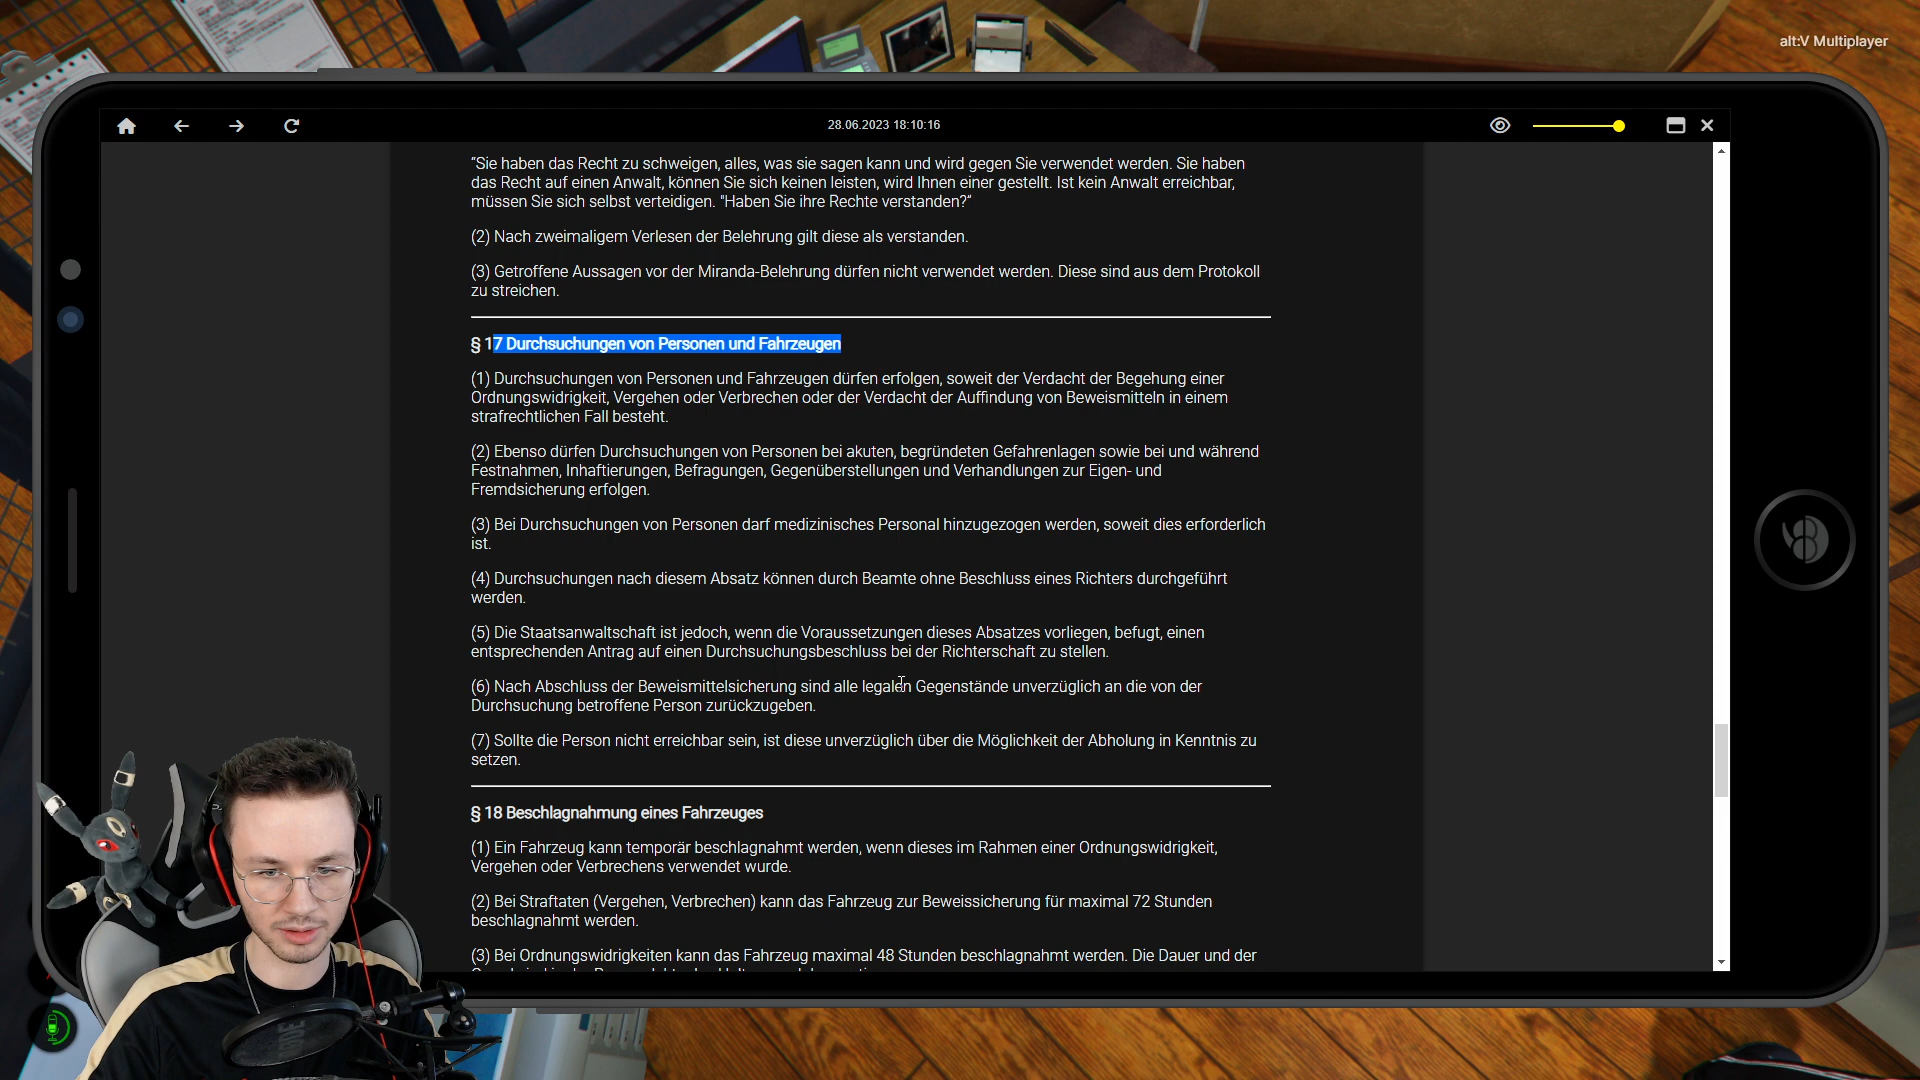 alt:V Multiplayer
28.06.2023 18:10:16
“Sie haben das Recht zu schweigen, alles, was sie sagen kann und wird gegen Sie verwendet werden. Sie haben
das Recht auf einen Anwalt, können Sie sich keinen leisten, wird Ihnen einer gestellt. Ist kein Anwalt erreichbar,
müssen Sie sich selbst verteidigen. "Haben Sie ihre Rechte verstanden?”
(2) Nach zweimaligem Verlesen der Belehrung gilt diese als verstanden.
(3) Getroffene Aussagen vor der Miranda-Belehrung dürfen nicht verwendet werden. Diese sind aus dem Protokoll
zu streichen.
§ 17 Durchsuchungen von Personen und Fahrzeugen
(1) Durchsuchungen von Personen und Fahrzeugen dürfen erfolgen, soweit der Verdacht der Begehung einer
Ordnungswidrigkeit, Vergehen oder Verbrechen oder der Verdacht der Auffindung von Beweismitteln in einem
strafrechtlichen Fall besteht.
(2) Ebenso dürfen Durchsuchungen von Personen bei akuten, begründeten Gefahrenlagen sowie bei und während
Festnahmen, Inhaftierungen, Befragungen, Gegenüberstellungen und Verhandlungen zur Eigen- und
Fremdsicherung erfolgen.
(3) Bei Durchsuchungen von Personen darf medizinisches Personal hinzugezogen werden, soweit dies erforderlich
ist.
(4) Durchsuchungen nach diesem Absatz können durch Beamte ohne Beschluss eines Richters durchgeführt
werden.
(5) Die Staatsanwaltschaft ist jedoch, wenn die Voraussetzungen dieses Absatzes vorliegen, befugt, einen
entsprechenden Antrag auf einen Durchsuchungsbeschluss bei der Richterschaft zu stellen.
(6) Nach Abschluss der Beweismittelsicherung sind alle legalen Gegenstände unverzüglich an die von der
Durchsuchung betroffene Person zurückzugeben.
(7) Sollte die Person nicht erreichbar sein, ist diese unverzüglich über die Möglichkeit der Abholung in Kenntnis zu
setzen.
§ 18 Beschlagnahmung eines Fahrzeuges
(1) Ein Fahrzeug kann temporär beschlagnahmt werden, wenn dieses im Rahmen einer Ordnungswidrigkeit,
Vergehen oder Verbrechens verwendet wurde.
(2) Bei Straftaten (Vergehen, Verbrechen) kann das Fahrzeug zur Beweissicherung für maximal 72 Stunden
beschlagnahmt werden.
(3) Bei Ordnungswidrigkeiten kann das Fahrzeug maximal 48 Stunden beschlagnahmt werden. Die Dauer und der